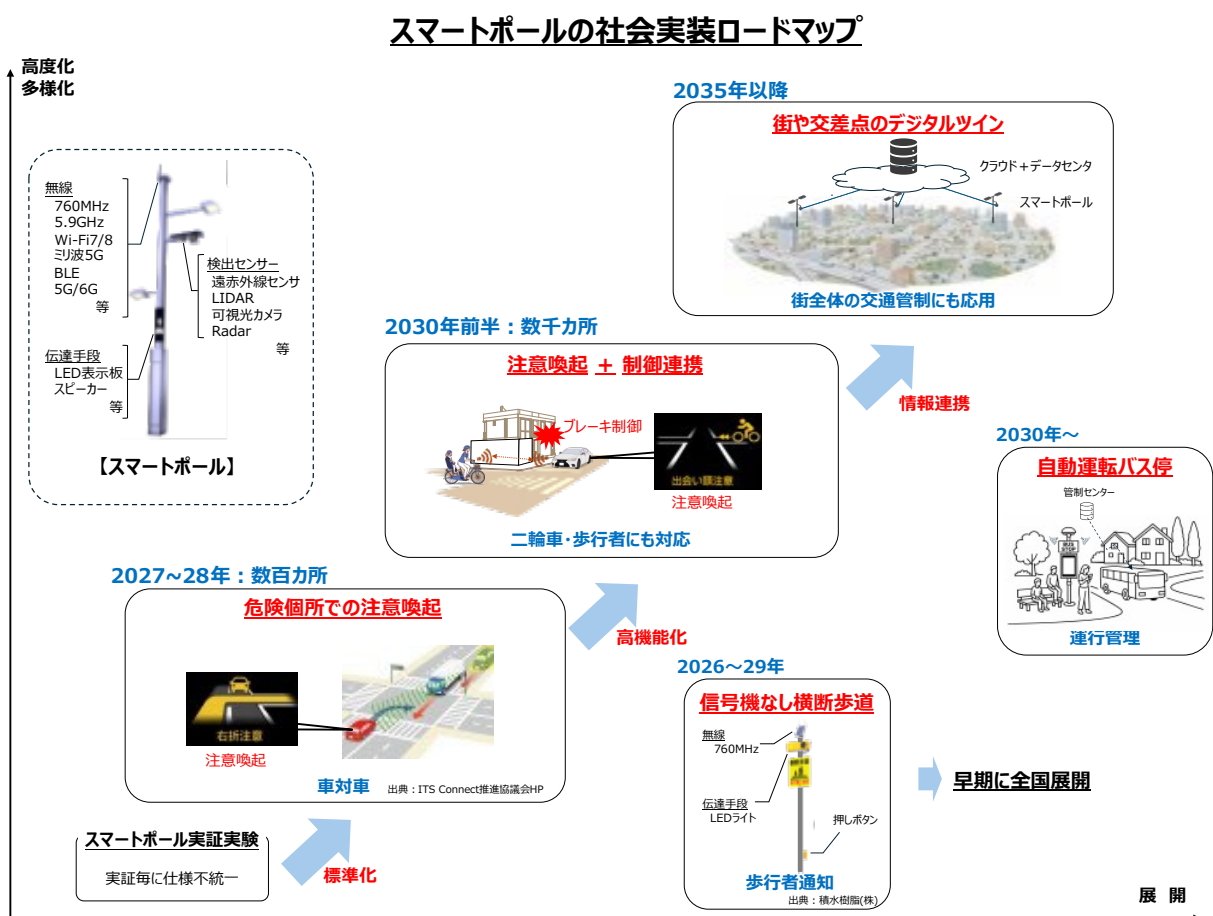 スマートポールの社会実装ロードマップ
高度化
多様化
無線
760MHz
5.9GHz
Wi-Fi7/8
ミリ波5G
BLE
5G/6G
等
検出センサー
遠赤外線センサ
LIDAR
可視光カメラ
Radar
等
伝達手段
LED表示板
スピーカー
等
【スマートポール】
2035年以降
街や交差点のデジタルツイン
クラウド＋データセンタ
スマートポール
街全体の交通管制にも応用
2030年前半：数千カ所
注意喚起 ＋ 制御連携
ブレーキ制御
出会い頭注意
注意喚起
二輪車・歩行者にも対応
情報連携
2030年～
自動運転バス停
管制センター
BUS
STOP
運行管理
2027~28年：数百カ所
危険個所での注意喚起
右折注意
注意喚起
車対車
出典：ITS Connect推進協議会HP
高機能化
2026～29年
信号機なし横断歩道
無線
760MHz
伝達手段
LEDライト
押しボタン
歩行者通知
出典：積水樹脂(株)
早期に全国展開
スマートポール実証実験
実証毎に仕様不統一
標準化
展 開